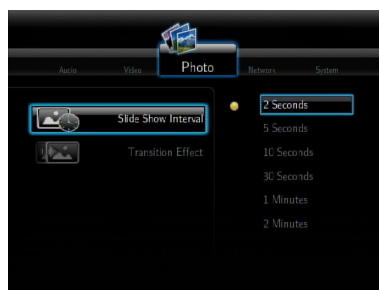 Audio Video Photo Network System
Slide Show Interval
Transition Effect
2 Seconds
5 Seconds
10 Seconds
30 Seconds
1 Minutes
2 Minutes